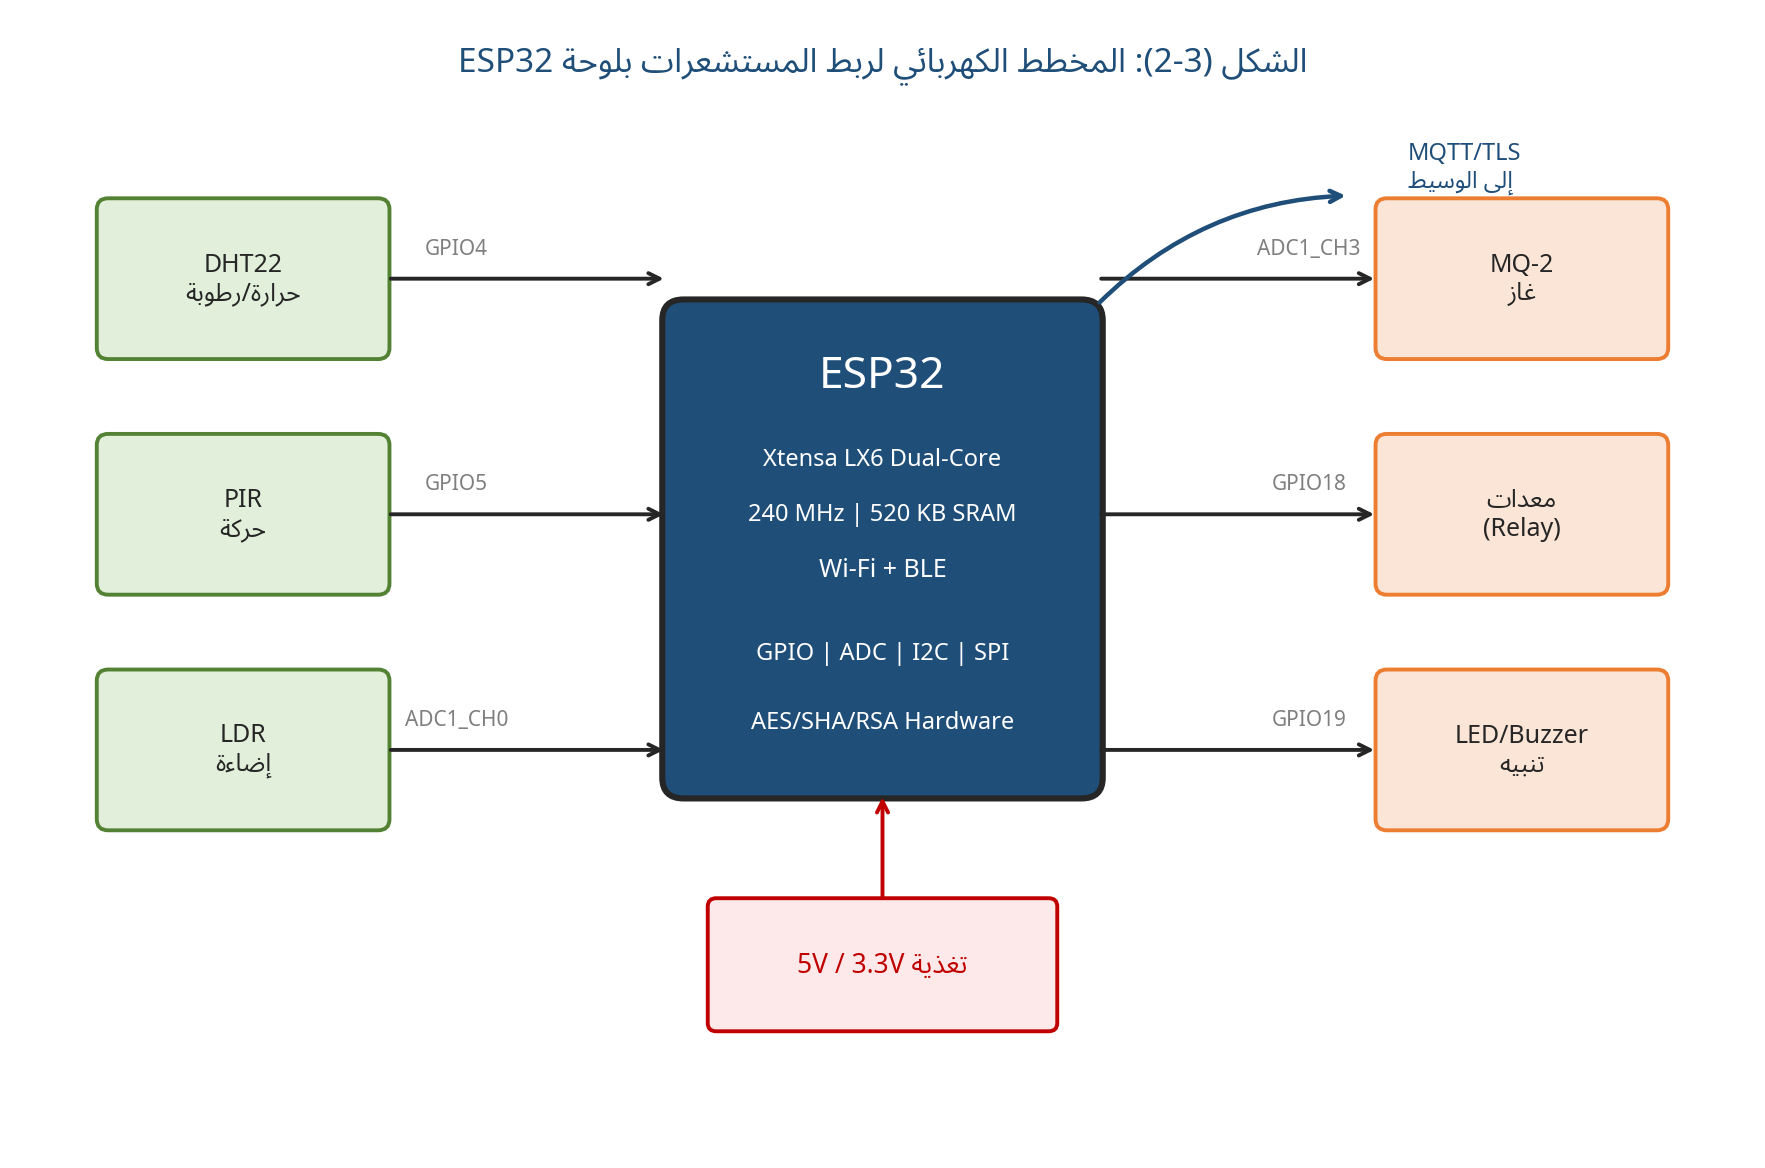 الشكل (3-2): المخطط الكهربائي لربط المستشعرات بلوحة ESP32
MQTT/TLS
إلى الوسيط
DHT22
حرارة/رطوبة
GPIO4
ADC1_CH3
MQ-2
غاز
ESP32
Xtensa LX6 Dual-Core
240 MHz | 520 KB SRAM
Wi-Fi + BLE
GPIO | ADC | I2C | SPI
AES/SHA/RSA Hardware
PIR
حركة
GPIO5
GPIO18
معدات
(Relay)
LDR
إضاءة
ADC1_CH0
GPIO19
LED/Buzzer
تنبيه
تغذية 5V / 3.3V